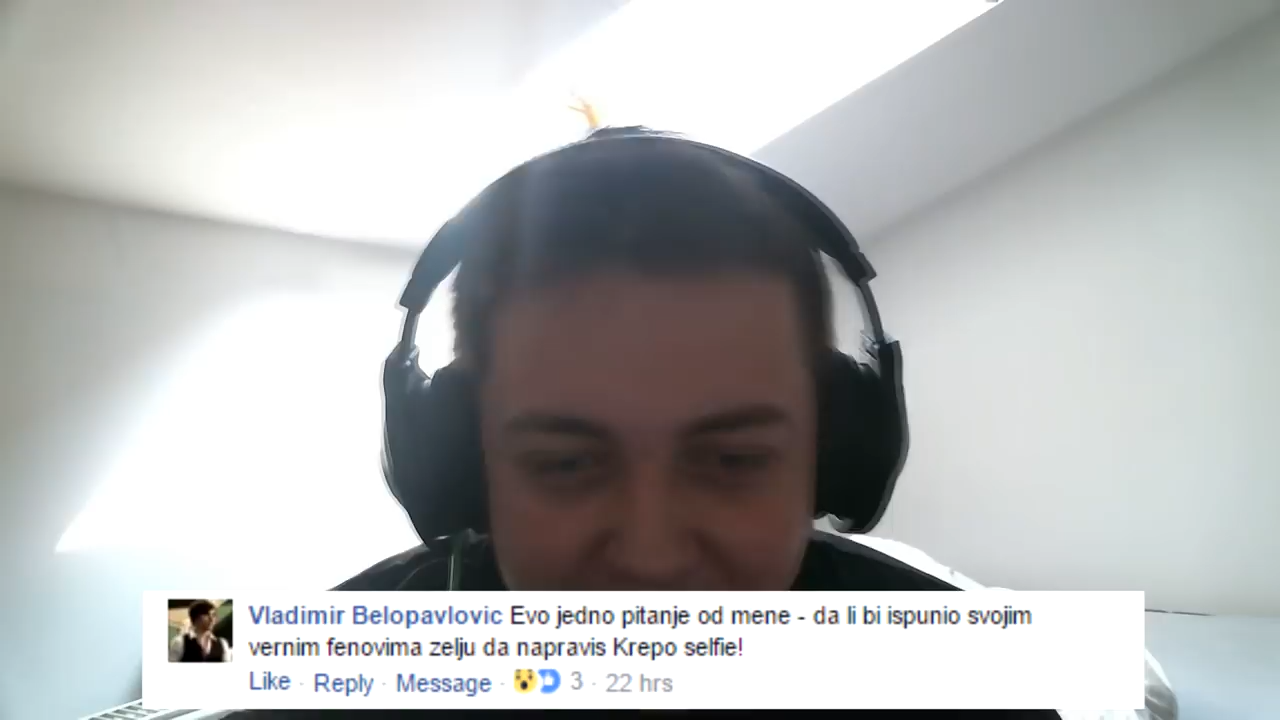 Vladimir Belopavlovic Evo jedno pitanje od mene - da li bi ispunio svojim
vernim fenovima zelju da napravis Krepo selfie!
Like · Reply · Message · 3 · 22 hrs